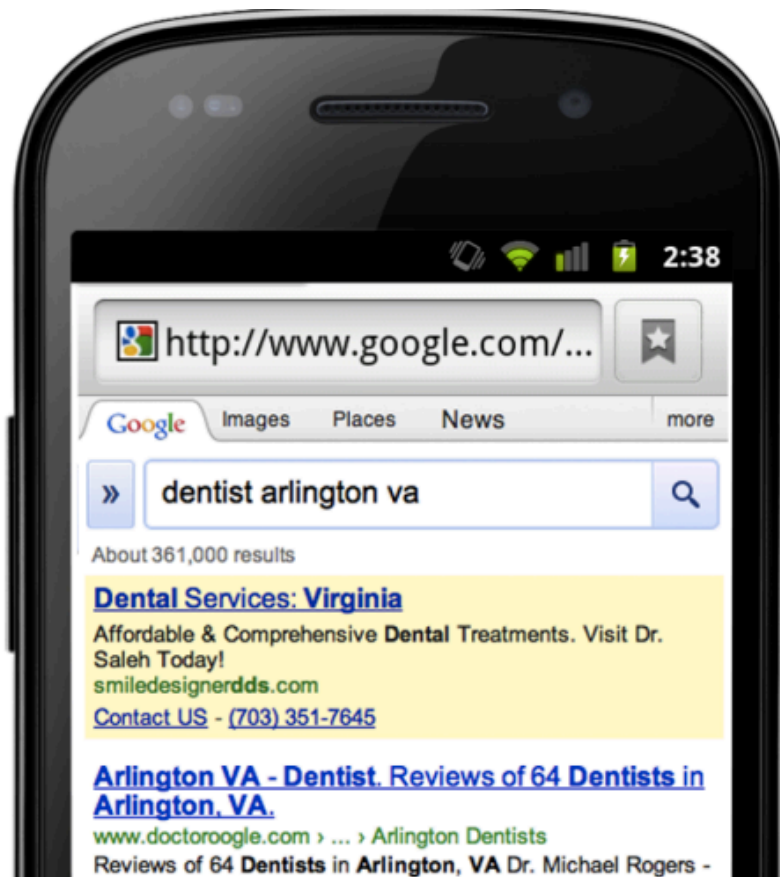 2:38
http://www.google.com/...
Google Images Places News more
» dentist arlington va
About 361,000 results
Dental Services: Virginia
Affordable & Comprehensive Dental Treatments. Visit Dr.
Saleh Today!
smiledesignerdds.com
Contact US - (703) 351-7645
Arlington VA - Dentist. Reviews of 64 Dentists in
Arlington, VA.
www.doctoroogle.com › ... › Arlington Dentists
Reviews of 64 Dentists in Arlington, VA Dr. Michael Rogers -